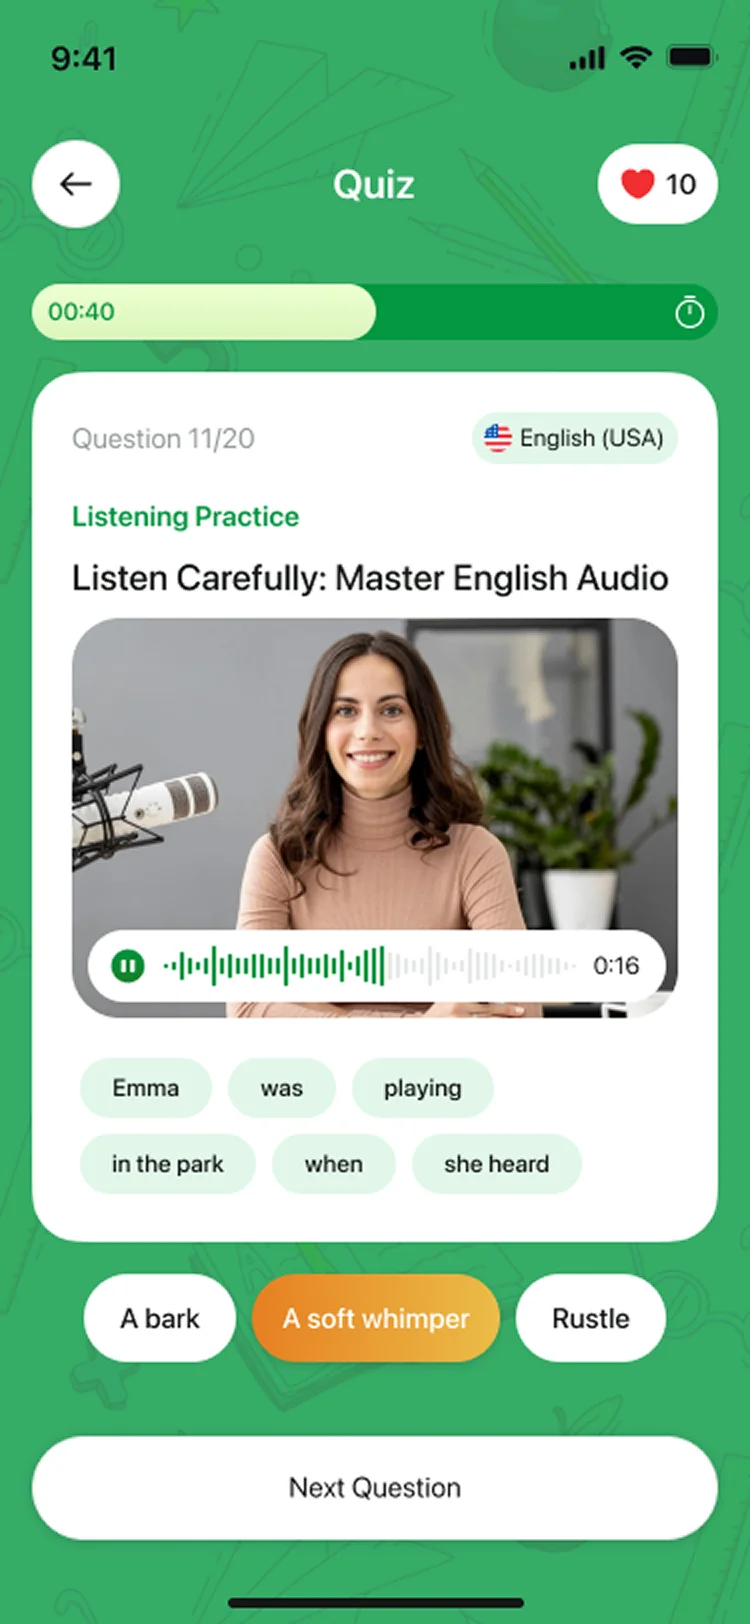 9:41
Quiz
10
00:40
Question 11/20
English (USA)
Listening Practice
Listen Carefully: Master English Audio
0:16
Emma was playing
in the park when she heard
A bark A soft whimper Rustle
Next Question